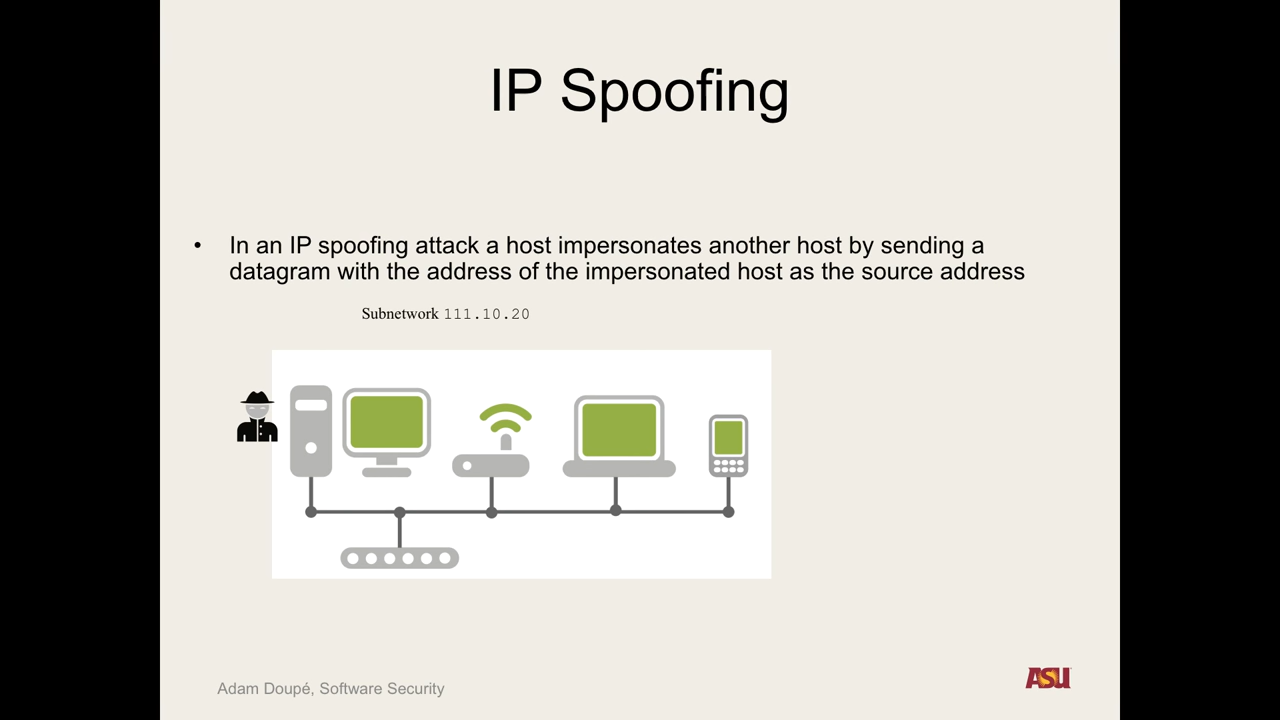 IP Spoofing
• In an IP spoofing attack a host impersonates another host by sending a
datagram with the address of the impersonated host as the source address
Subnetwork 111.10.20
Adam Doupé, Software Security
ASU